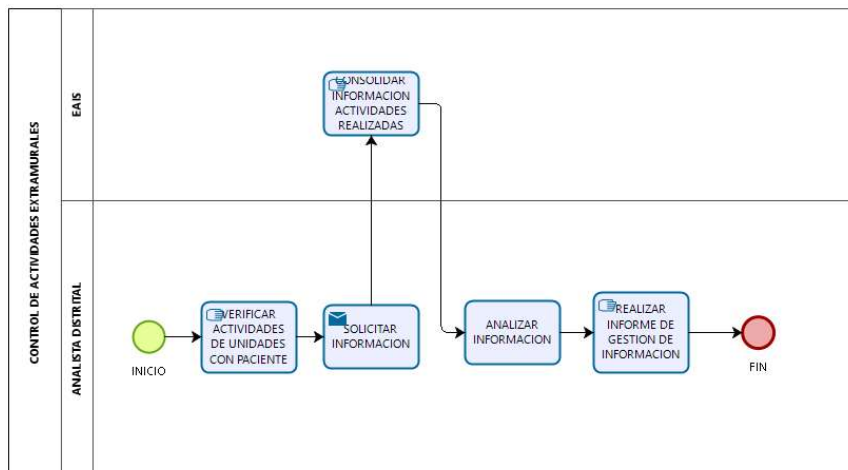 CONTROL DE ACTIVIDADES EXTRAMURALES
EAIS
CONSOLIDAR
INFORMACION
ACTIVIDADES
REALIZADAS
ANALISTA DISTRITAL
INICIO
VERIFICAR
ACTIVIDADES
DE UNIDADES
CON PACIENTE
SOLICITAR
INFORMACION
ANALIZAR
INFORMACION
REALIZAR
INFORME DE
GESTION DE
INFORMACION
FIN